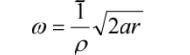 ω = 1̄/ρ √2ar